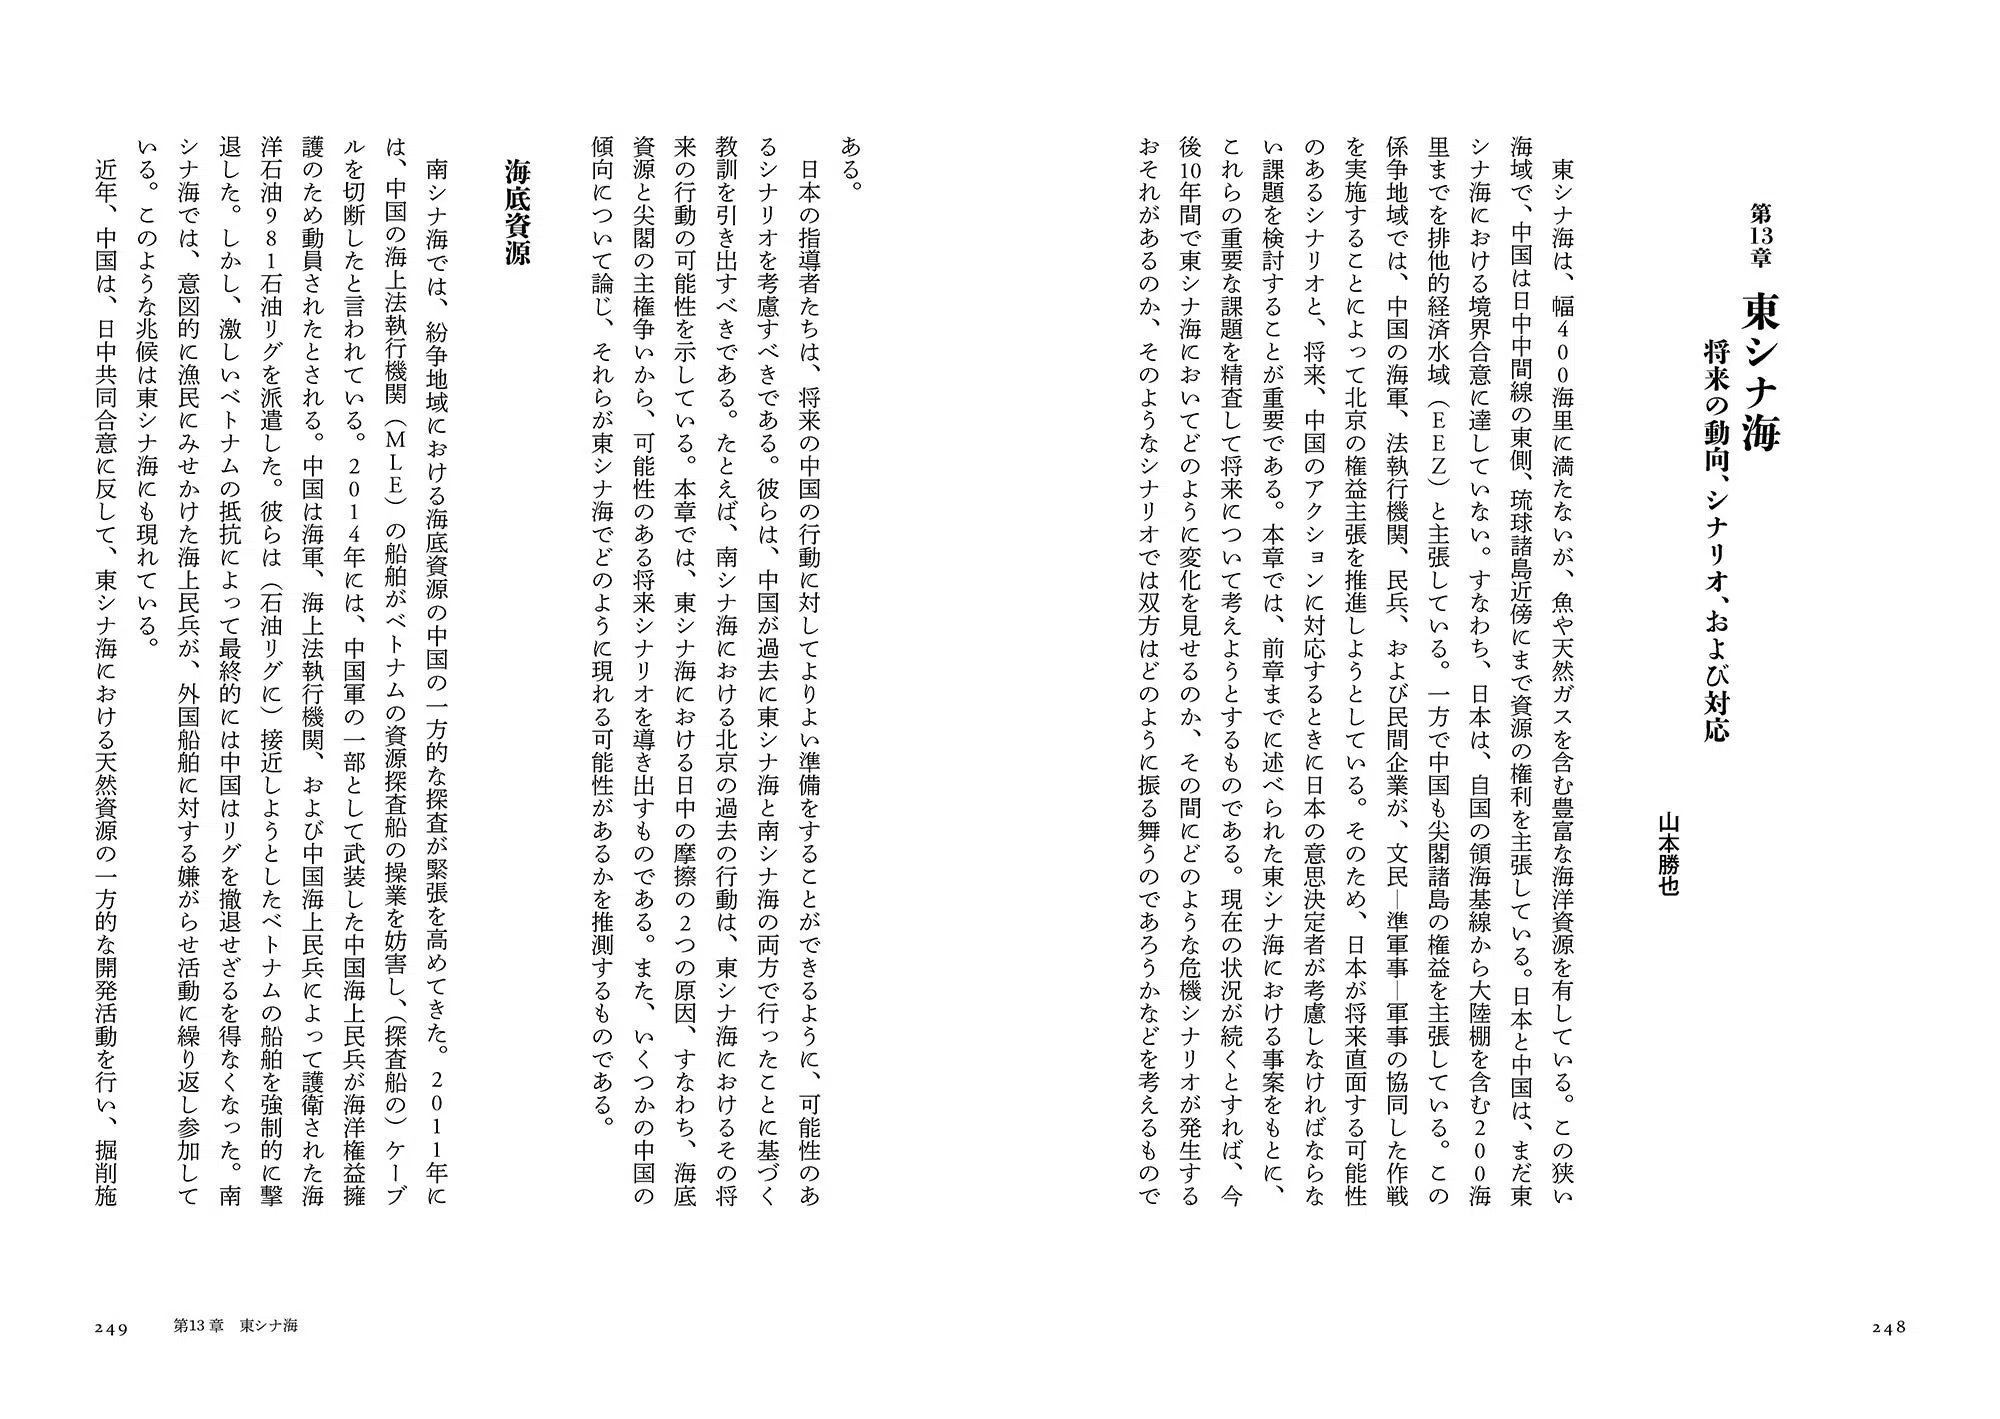 第13章 東シナ海
将来の動向、シナリオ、および対応
山本勝也
東シナ海は、幅400海里に満たないが、魚や天然ガスを含む豊富な海洋資源を有している。この狭い
海域で、中国は日中中間線の東側、琉球諸島近傍にまで資源の権利を主張している。日本と中国は、まだ東
シナ海における境界合意に達していない。すなわち、日本は、自国の領海基線から大陸棚を含む200海
里までを排他的経済水域（EEZ）と主張している。一方で中国も尖閣諸島の権益を主張している。この
係争地域では、中国の海軍、法執行機関、民兵、および民間企業が、文民―準軍事―軍事の協同した作戦
を実施することによって北京の権益主張を推進しようとしている。そのため、日本が将来直面する可能性
のあるシナリオと、将来、中国のアクションに対応するときに日本の意思決定者が考慮しなければならな
い課題を検討することが重要である。本章では、前章までに述べられた東シナ海における事案をもとに、
これらの重要な課題を精査して将来について考えようとするものである。現在の状況が続くとすれば、今
後10年間で東シナ海においてどのように変化を見せるのか、その間にどのような危機シナリオが発生する
おそれがあるのか、そのようなシナリオでは双方はどのように振る舞うのであろうかなどを考えるもので
248
ある。
日本の指導者たちは、将来の中国の行動に対してよりよい準備をすることができるように、可能性のあ
るシナリオを考慮すべきである。彼らは、中国が過去に東シナ海と南シナ海の両方で行ったことに基づく
教訓を引き出すべきである。たとえば、南シナ海における北京の過去の行動は、東シナ海におけるその将
来の行動の可能性を示している。本章では、東シナ海における日中の摩擦の2つの原因、すなわち、海底
資源と尖閣の主権争いから、可能性のある将来シナリオを導き出すものである。また、いくつかの中国の
傾向について論じ、それらが東シナ海でどのように現れる可能性があるかを推測するものである。
海底資源
南シナ海では、紛争地域における海底資源の中国の一方的な探査が緊張を高めてきた。2011年に
は、中国の海上法執行機関（MLE）の船舶がベトナムの資源探査船の操業を妨害し、（探査船の）ケーブ
ルを切断したと言われている。2014年には、中国軍の一部として武装した中国海上民兵が海洋権益擁
護のため動員されたとされる。中国は海軍、海上法執行機関、および中国海上民兵によって護衛された海
洋石油981石油リグを派遣した。彼らは（石油リグに）接近しようとしたベトナムの船舶を強制的に撃
退した。しかし、激しいベトナムの抵抗によって最終的には中国はリグを撤退せざるを得なくなった。南
シナ海では、意図的に漁民にみせかけた海上民兵が、外国船舶に対する嫌がらせ活動に繰り返し参加して
いる。このような兆候は東シナ海にも現れている。
近年、中国は、日中共同合意に反して、東シナ海における天然資源の一方的な開発活動を行い、掘削施
249 第13章 東シナ海